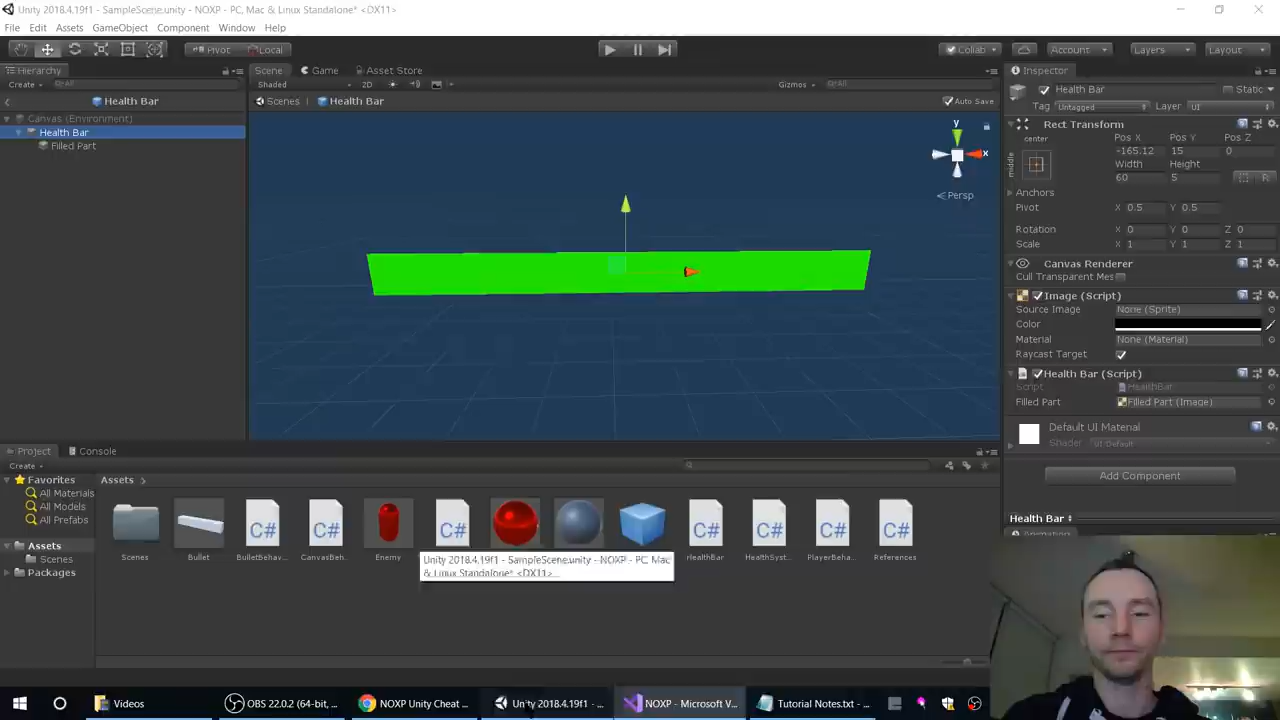 Unity 2018.4.19f1 - SampleScene.unity - NOXP - PC, Mac & Linux Standalone* <DX11>
File Edit Assets GameObject Component Window Help
Pivot Local Collab Account Layers Layout
Hierarchy Scene Game Asset Store Inspector
Create All Shaded 2D Gizmos All
Health Bar Static
Tag Untagged Layer UI
Health Bar
Scenes Health Bar Auto Save
Canvas (Environment)
Health Bar
Filled Part
y
x
Persp
Rect Transform
center
middle
Pos X Pos Y Pos Z
-165.12 15 0
Width Height
60 5
R
Anchors
Pivot X 0.5 Y 0.5
Rotation X 0 Y 0 Z 0
Scale X 1 Y 1 Z 1
Canvas Renderer
Cull Transparent Mes
Image (Script)
Source Image None (Sprite)
Color
Material None (Material)
Raycast Target
Health Bar (Script)
Script HealthBar
Filled Part Filled Part (Image)
Default UI Material
Shader UI/Default
Add Component
Health Bar
Project Console
Create
Favorites
All Materials
All Models
All Prefabs
Assets
Scenes
Packages
Assets
C# C# C# C# C# C# C#
Scenes Bullet BulletBehav... CanvasBeh... Enemy HealthBar HealthSyst... PlayerBeha... References
Unity 2018.4.19f1 - SampleScene.unity - NOXP - PC, Mac
& Linux Standalone* <DX11>
Videos OBS 22.0.2 (64-bit, ... NOXP Unity Cheat ... Unity 2018.4.19f1 - ... NOXP - Microsoft V... Tutorial Notes.txt - ...